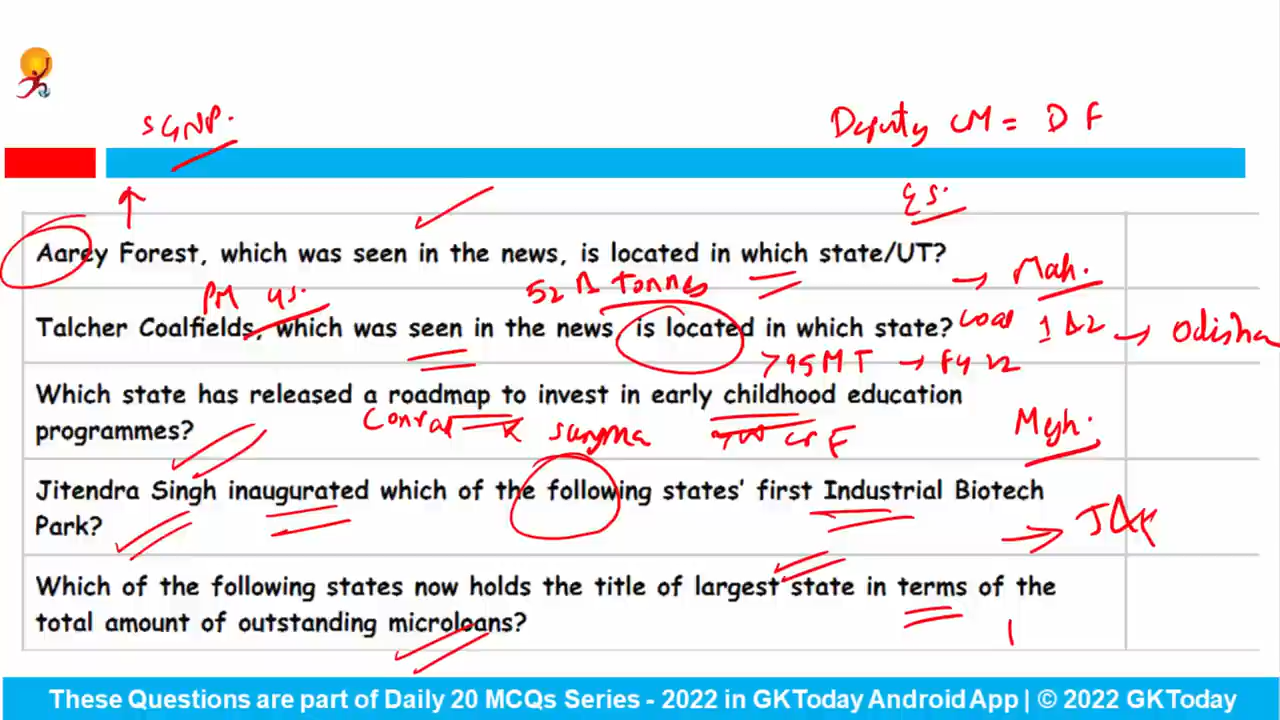 SGNP.
Deputy CM = D F
ES.
Aarey Forest, which was seen in the news, is located in which state/UT?
→ Mah.
PM
52 B tonnes
Talcher Coalfields, which was seen in the news, is located in which state?
Coal 1 & 2 → Odisha
>95 MT → FY 22
Which state has released a roadmap to invest in early childhood education
programmes?
Conrad K Sangma
Megh.
Jitendra Singh inaugurated which of the following states' first Industrial Biotech
Park?
→ J&K
Which of the following states now holds the title of largest state in terms of the
total amount of outstanding microloans?
These Questions are part of Daily 20 MCQs Series - 2022 in GKToday Android App | © 2022 GKToday